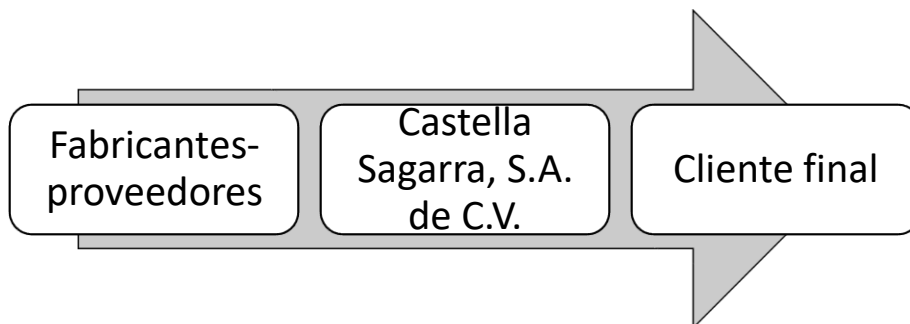 Fabricantes-
proveedores
Castella
Sagarra, S.A.
de C.V.
Cliente final